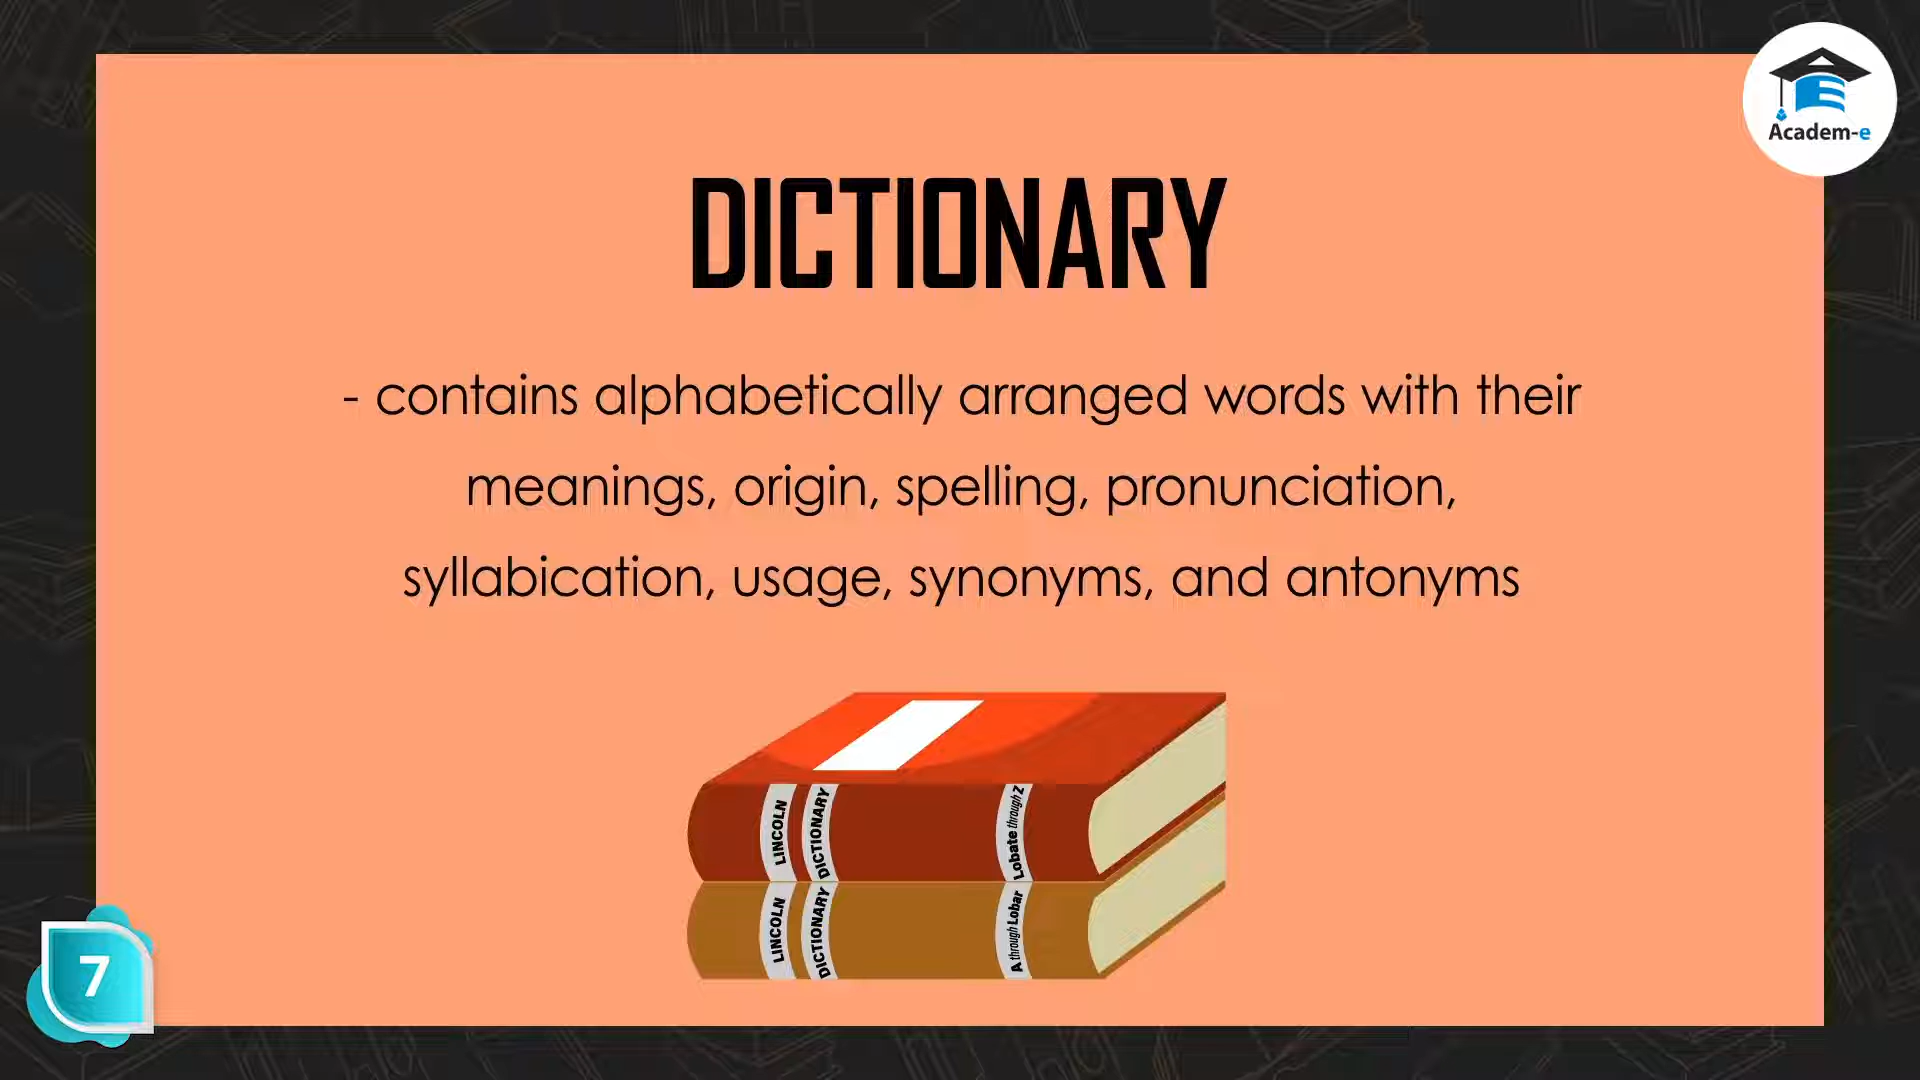 Academ-e
DICTIONARY
- contains alphabetically arranged words with their
meanings, origin, spelling, pronunciation,
syllabication, usage, synonyms, and antonyms
LINCOLN
DICTIONARY
Lobate through Z
LINCOLN
DICTIONARY
A through Lobar
7